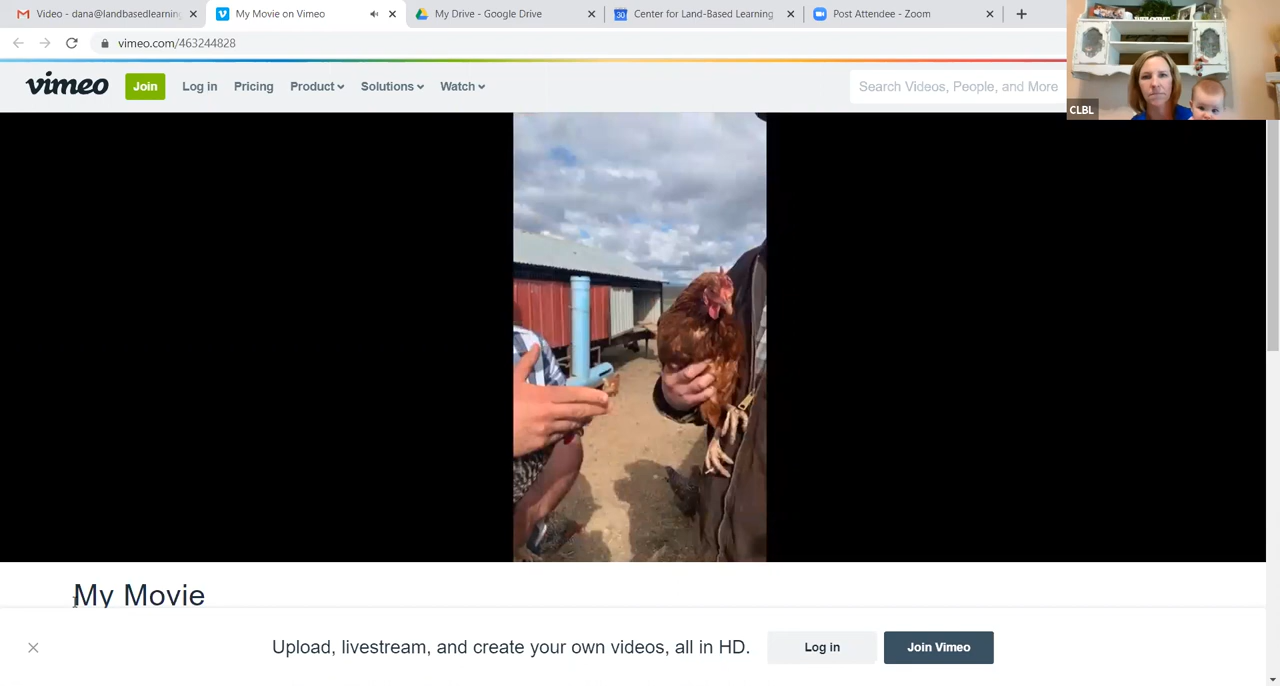 Video - dana@landbasedlearning
My Movie on Vimeo
My Drive - Google Drive
30 Center for Land-Based Learning
Post Attendee - Zoom
vimeo.com/463244828
vimeo Join Log in Pricing Product Solutions Watch
Search Videos, People, and More
CLBL
My Movie
Upload, livestream, and create your own videos, all in HD.
Log in
Join Vimeo